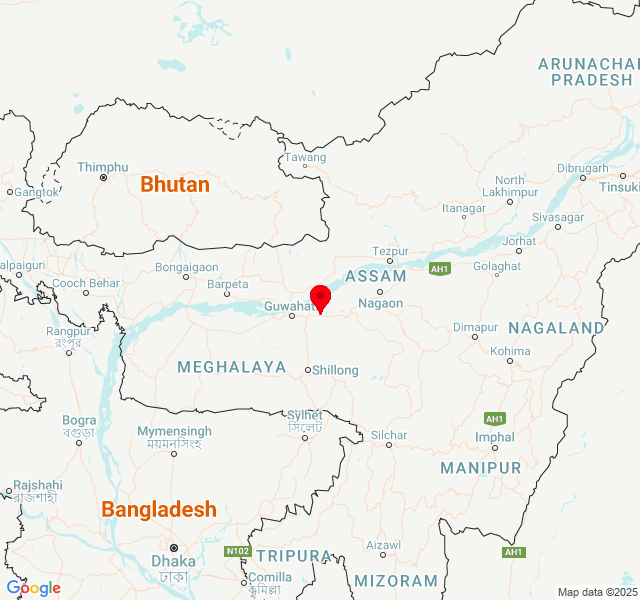 ARUNACHAL
PRADESH
Tawang
Thimphu
Bhutan
Gangtok
Dibrugarh
Tinsuki
North
Lakhimpur
Itanagar
Sivasagar
Jorhat
Tezpur
Golaghat
AH1
ASSAM
alpaiguri
Bongaigaon
Cooch Behar
Barpeta
Nagaon
Guwahat
Dimapur
NAGALAND
Rangpur
রংপুর
Kohima
MEGHALAYA
Shillong
Sylhet
সিলেট
AH1
Bogra
বগুড়া
Mymensingh
ময়মনসিংহ
Silchar
Imphal
MANIPUR
Rajshahi
রাজশাহী
Bangladesh
Dhaka
ঢাকা
N102
TRIPURA
Aizawl
AH1
Comilla
কুমিল্লা
MIZORAM
Google
Map data ©2025